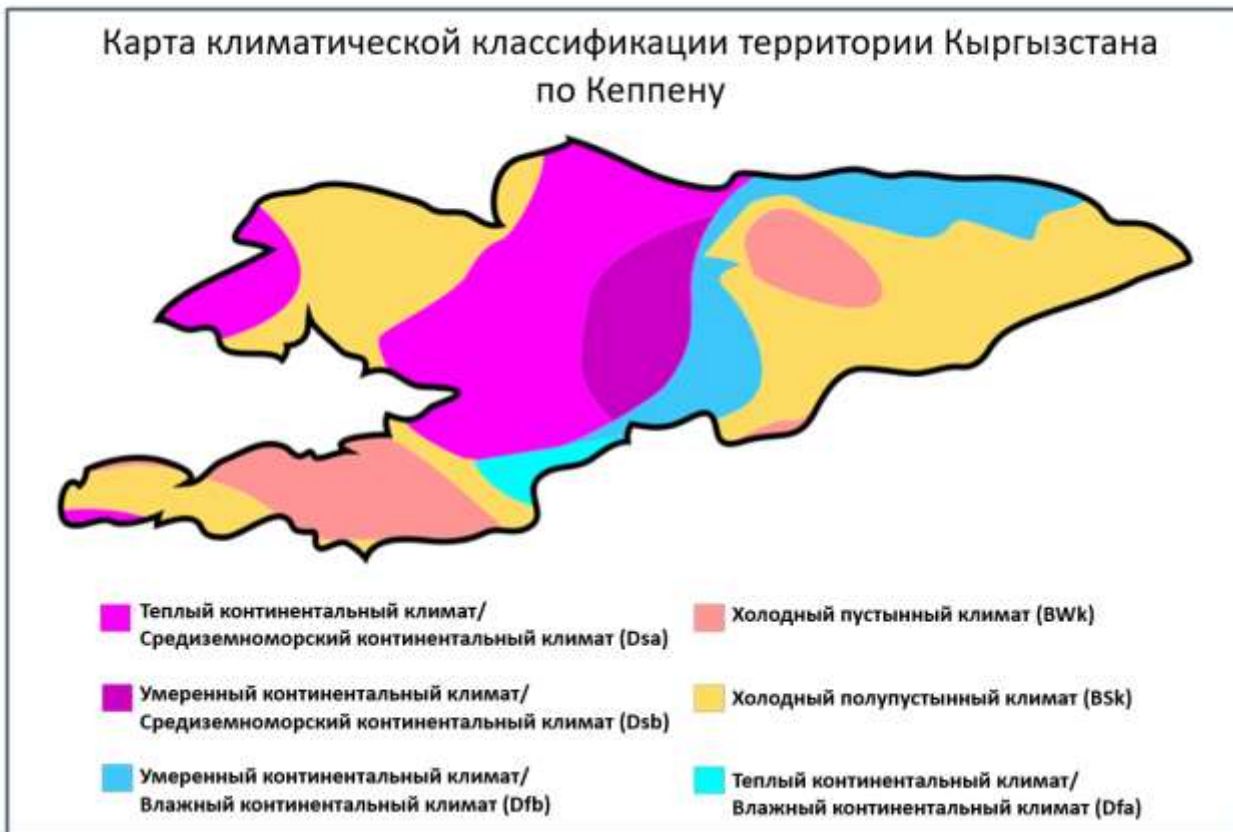 Карта климатической классификации территории Кыргызстана
по Кеппену
Теплый континентальный климат/
Средиземноморский континентальный климат (Dsa)
Умеренный континентальный климат/
Средиземноморский континентальный климат (Dsb)
Умеренный континентальный климат/
Влажный континентальный климат (Dfb)
Холодный пустынный климат (BWk)
Холодный полупустынный климат (BSk)
Теплый континентальный климат/
Влажный континентальный климат (Dfa)